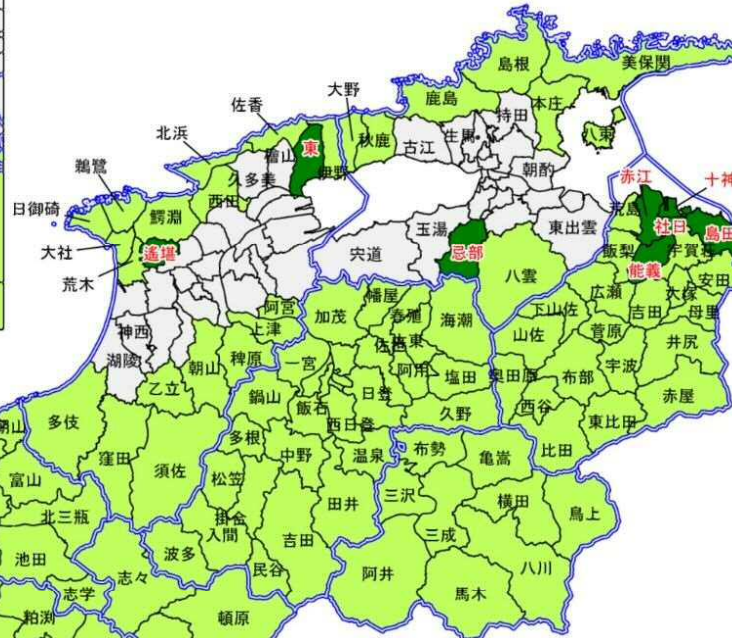 島根
美保関
大野
鹿島
佐香
持田
本庄
北浜
秋鹿
生馬
八束
東
古江
檜山
伊野
朝酌
鵜鷺
久多美
赤江
十神
西田
荒島
日御碕
鰐淵
玉湯
東出雲
社日
島田
大社
遙堪
宍道
忌部
飯梨
宇賀荘
能義
荒木
八雲
安田
広瀬
大塚
幡屋
阿宮
加茂
春殖
海潮
下山佐
吉田
母里
神西
上津
山佐
菅原
井尻
佐世
大東
湖陵
朝山
稗原
一宮
阿用
宇波
塩田
奥田原
布部
乙立
鍋山
日登
赤屋
飯石
西谷
多伎
久野
東比田
朝山
西日登
多根
布勢
窪田
中野
温泉
亀嵩
比田
須佐
富山
松笠
三沢
田井
横田
鳥上
北三瓶
掛合
入間
三成
吉田
池田
波多
八川
志々
民谷
阿井
志学
馬木
粕渕
頓原